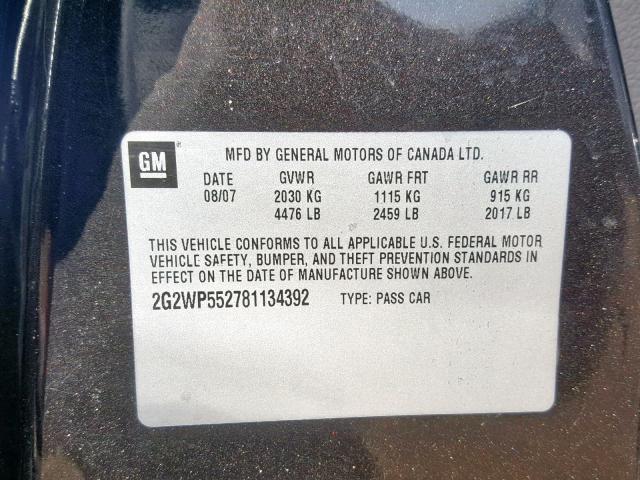 GM
MFD BY GENERAL MOTORS OF CANADA LTD.
DATE GVWR GAWR FRT GAWR RR
08/07 2030 KG 1115 KG 915 KG
4476 LB 2459 LB 2017 LB
THIS VEHICLE CONFORMS TO ALL APPLICABLE U.S. FEDERAL MOTOR
VEHICLE SAFETY, BUMPER, AND THEFT PREVENTION STANDARDS IN
EFFECT ON THE DATE OF MANUFACTURE SHOWN ABOVE.
2G2WP552781134392 TYPE: PASS CAR